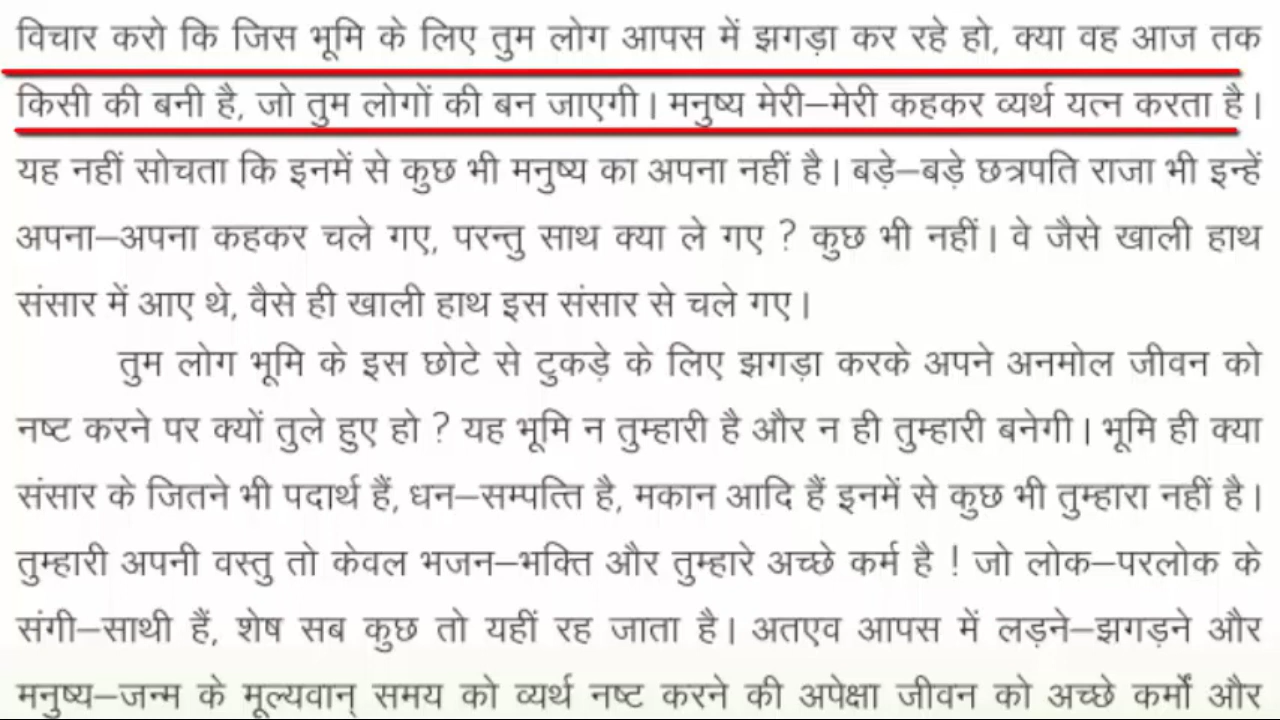 विचार करो कि जिस भूमि के लिए तुम लोग आपस में झगड़ा कर रहे हो, क्या वह आज तक
किसी की बनी है, जो तुम लोगों की बन जाएगी। मनुष्य मेरी–मेरी कहकर व्यर्थ यत्न करता है।
यह नहीं सोचता कि इनमें से कुछ भी मनुष्य का अपना नहीं है। बड़े–बड़े छत्रपति राजा भी इन्हें
अपना–अपना कहकर चले गए, परन्तु साथ क्या ले गए ? कुछ भी नहीं। वे जैसे खाली हाथ
संसार में आए थे, वैसे ही खाली हाथ इस संसार से चले गए।
तुम लोग भूमि के इस छोटे से टुकड़े के लिए झगड़ा करके अपने अनमोल जीवन को
नष्ट करने पर क्यों तुले हुए हो ? यह भूमि न तुम्हारी है और न ही तुम्हारी बनेगी। भूमि ही क्या
संसार के जितने भी पदार्थ हैं, धन–सम्पत्ति है, मकान आदि हैं इनमें से कुछ भी तुम्हारा नहीं है।
तुम्हारी अपनी वस्तु तो केवल भजन–भक्ति और तुम्हारे अच्छे कर्म है ! जो लोक–परलोक के
संगी–साथी हैं, शेष सब कुछ तो यहीं रह जाता है। अतएव आपस में लड़ने–झगड़ने और
मनुष्य–जन्म के मूल्यवान् समय को व्यर्थ नष्ट करने की अपेक्षा जीवन को अच्छे कर्मों और